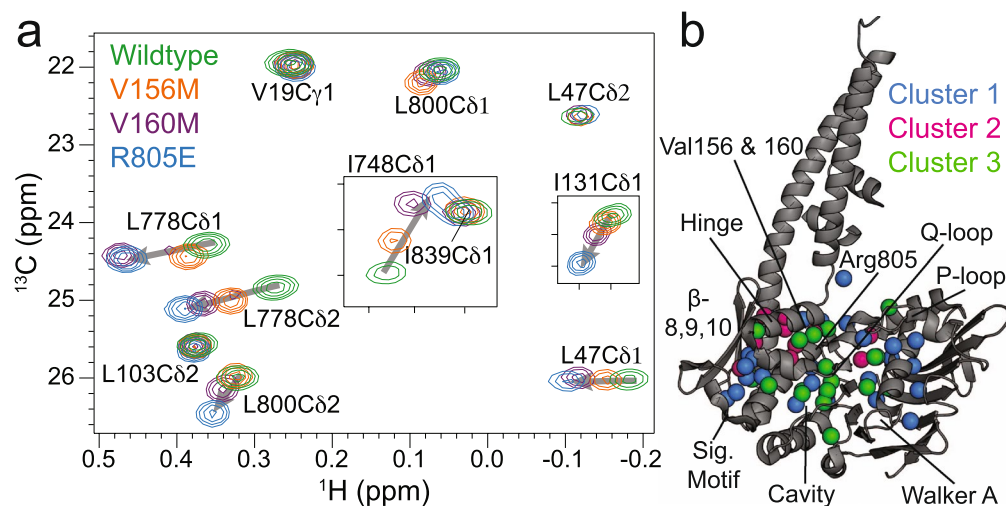 a
Wildtype
V156M
V160M
R805E
V19Cγ1
L800Cδ1
L47Cδ2
I748Cδ1
I839Cδ1
I131Cδ1
L778Cδ1
L778Cδ2
L103Cδ2
L800Cδ2
L47Cδ1
22
23
24
25
26
¹³C (ppm)
0.5 0.4 0.3 0.2 0.1 0.0 -0.1 -0.2
¹H (ppm)
b
Cluster 1
Cluster 2
Cluster 3
Val156 & 160
Hinge
Arg805
Q-loop
P-loop
β-
8,9,10
Sig.
Motif
Cavity
Walker A